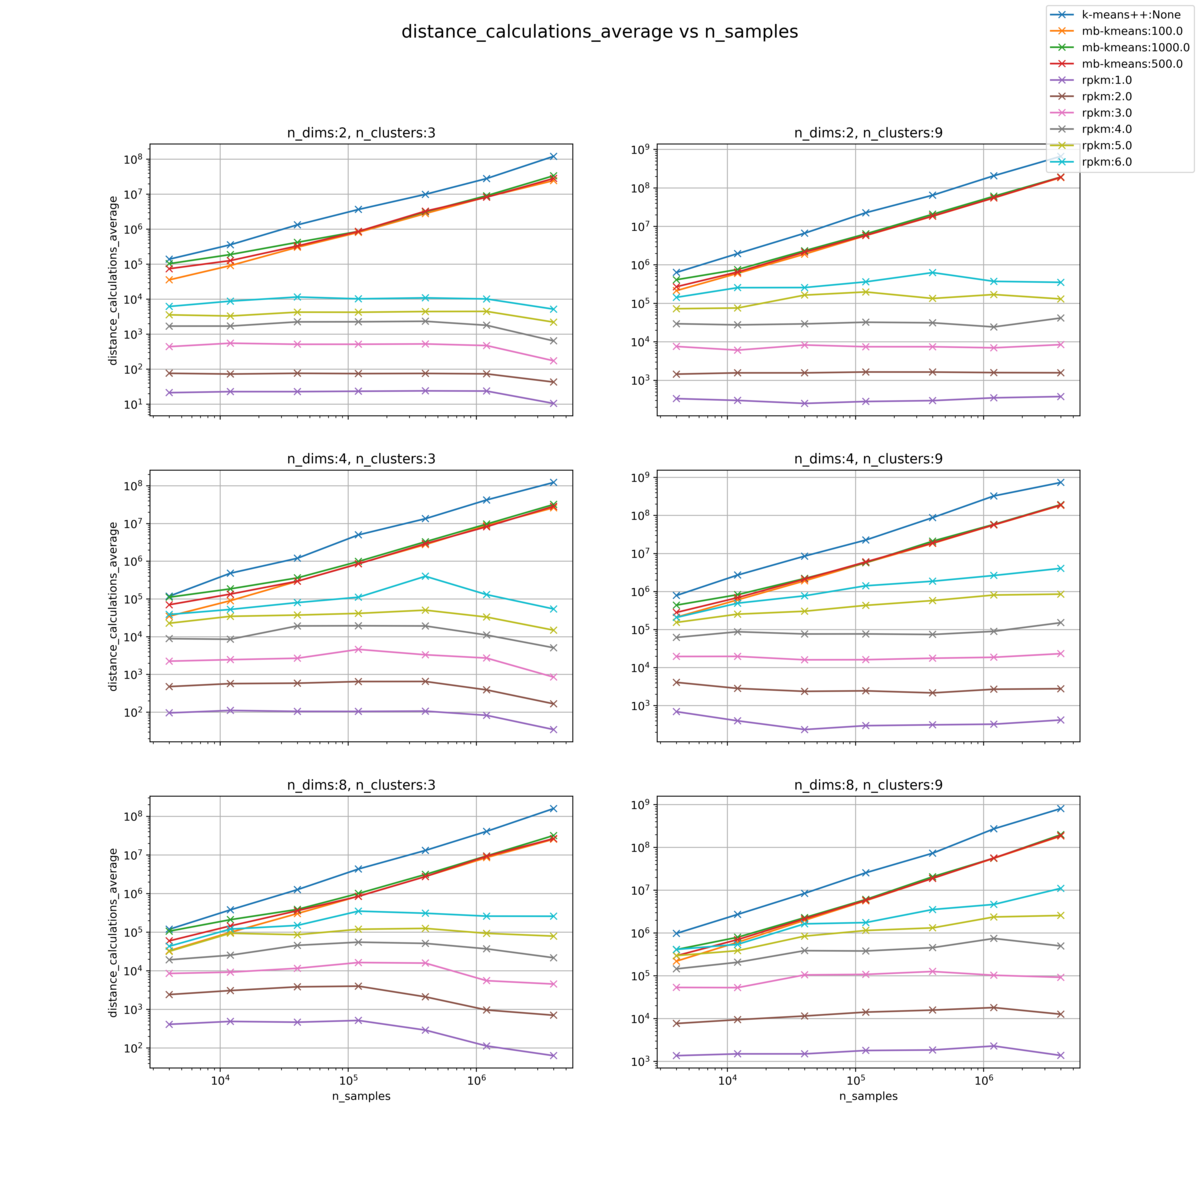 distance_calculations_average vs n_samples
k-means++:None
mb-kmeans:100.0
mb-kmeans:1000.0
mb-kmeans:500.0
rpkm:1.0
rpkm:2.0
rpkm:3.0
rpkm:4.0
rpkm:5.0
rpkm:6.0
n_dims:2, n_clusters:3
distance_calculations_average
10⁸
10⁷
10⁶
10⁵
10⁴
10³
10²
10¹
n_dims:2, n_clusters:9
10⁹
10⁸
10⁷
10⁶
10⁵
10⁴
10³
n_dims:4, n_clusters:3
distance_calculations_average
10⁸
10⁷
10⁶
10⁵
10⁴
10³
10²
n_dims:4, n_clusters:9
10⁹
10⁸
10⁷
10⁶
10⁵
10⁴
10³
n_dims:8, n_clusters:3
distance_calculations_average
10⁸
10⁷
10⁶
10⁵
10⁴
10³
10²
10⁴ 10⁵ 10⁶
n_samples
n_dims:8, n_clusters:9
10⁹
10⁸
10⁷
10⁶
10⁵
10⁴
10³
10⁴ 10⁵ 10⁶
n_samples